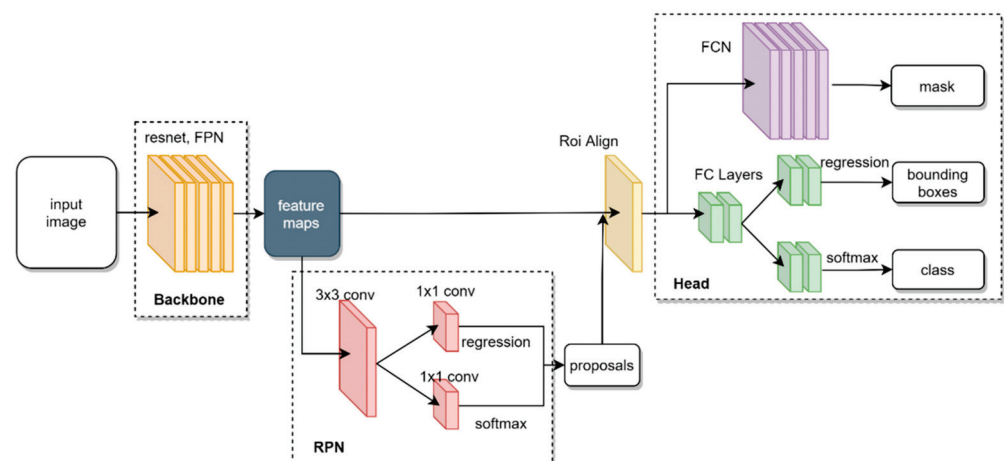 input
image
resnet, FPN
Backbone
feature
maps
3x3 conv
1x1 conv
regression
1x1 conv
softmax
RPN
proposals
Roi Align
FCN
mask
FC Layers
regression
bounding
boxes
softmax
class
Head